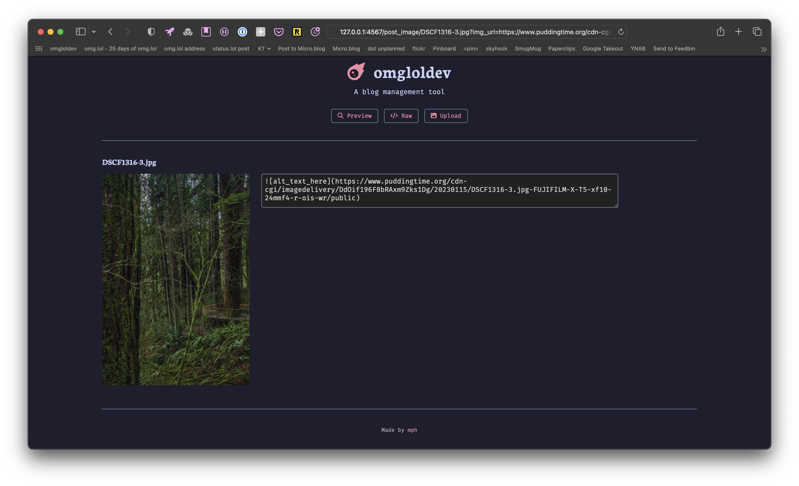 127.0.0.1:4567/post_image/DSCF1316-3.jpg?img_url=https://www.puddingtime.org/cdn-cgi
omgloldev omg.lol - 25 days of omg.lol omg.lol address status.lol post KT Post to Micro.blog Micro.blog dot unplanned flickr Pinboard +pin+ skyhook SmugMug Paperclips Google Takeout YNAB Send to Feedbin
omgloldev
A blog management tool
Preview </> Raw Upload
DSCF1316-3.jpg
![alt_text_here](https://www.puddingtime.org/cdn-
cgi/imagedelivery/DdOif196F8bRAxm9Zks1Dg/20230115/DSCF1316-3.jpg-FUJIFILM-X-T5-xf10-
24mmf4-r-ois-wr/public)
Made by mph